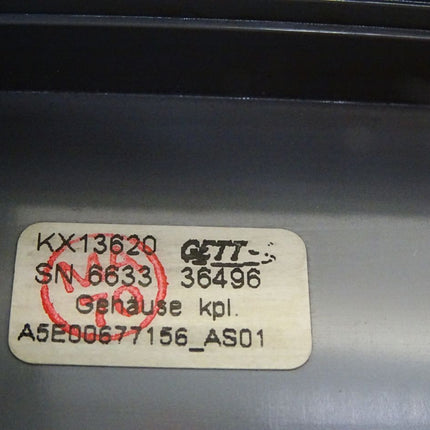 KX13620 GETT
SN 6633 36496
Gehäuse kpl.
A5E00677156_AS01